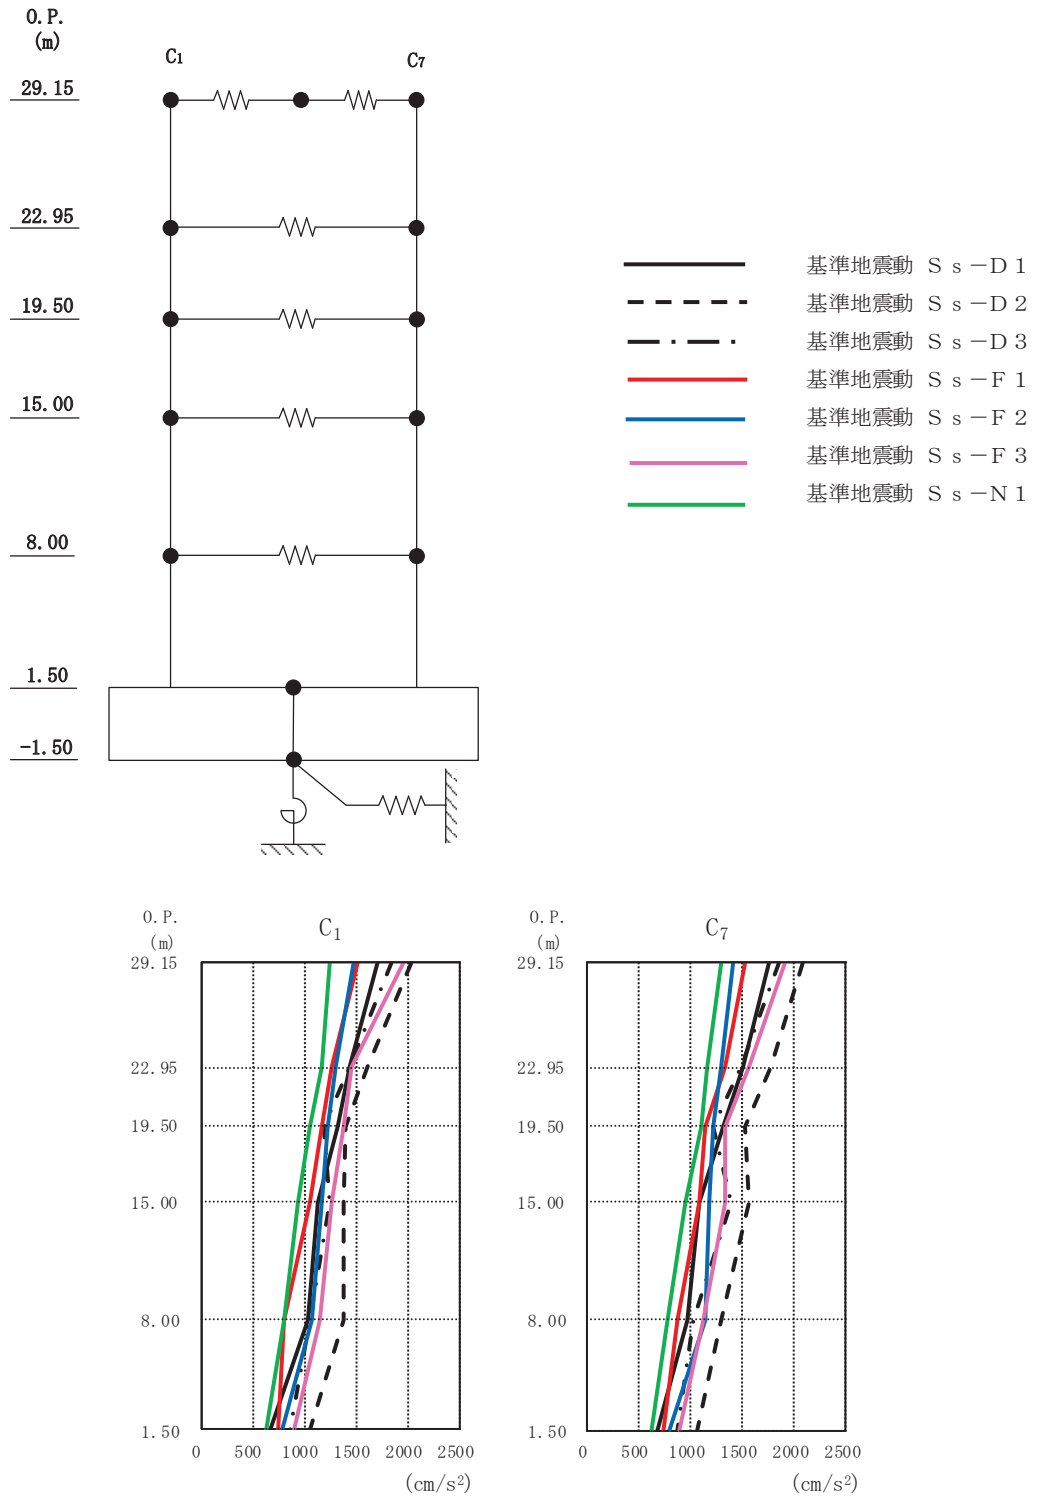 O.P.
(m)
C1
C7
29.15
22.95
19.50
15.00
8.00
1.50
-1.50
基準地震動 Ｓｓ－Ｄ１
基準地震動 Ｓｓ－Ｄ２
基準地震動 Ｓｓ－Ｄ３
基準地震動 Ｓｓ－Ｆ１
基準地震動 Ｓｓ－Ｆ２
基準地震動 Ｓｓ－Ｆ３
基準地震動 Ｓｓ－Ｎ１
O.P.
(m)
C1
29.15
22.95
19.50
15.00
8.00
1.50
0 500 1000 1500 2000 2500
(cm/s²)
O.P.
(m)
C7
29.15
22.95
19.50
15.00
8.00
1.50
0 500 1000 1500 2000 2500
(cm/s²)